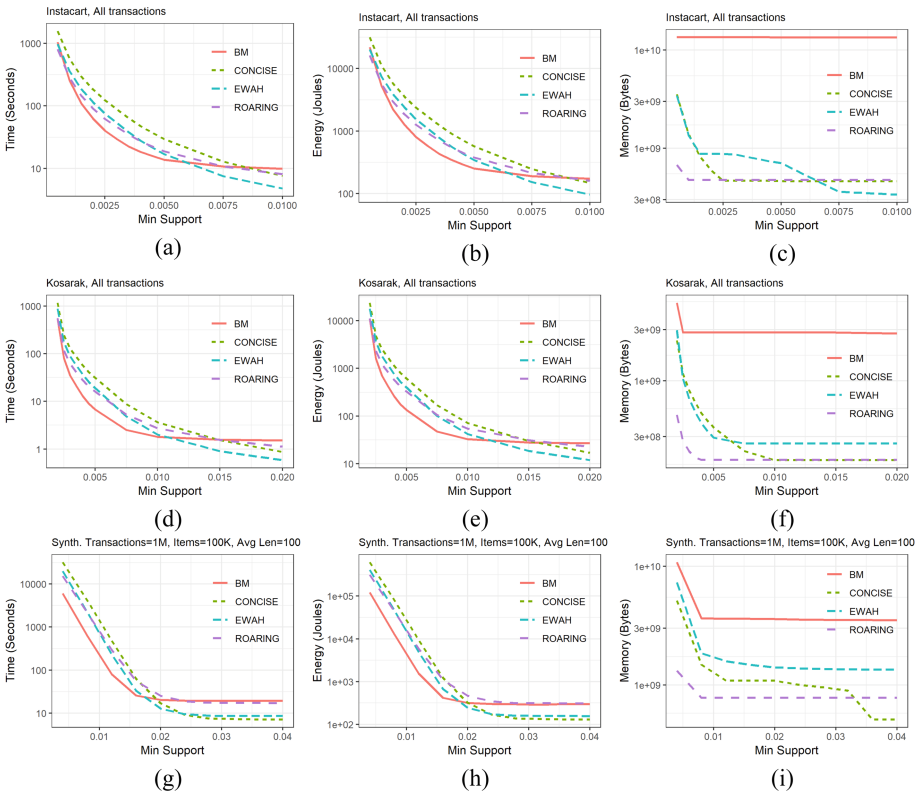 Instacart, All transactions
Time (Seconds)
1000
100
10
BM
CONCISE
EWAH
ROARING
0.0025 0.0050 0.0075 0.0100
Min Support
(a)
Instacart, All transactions
Energy (Joules)
10000
1000
100
BM
CONCISE
EWAH
ROARING
0.0025 0.0050 0.0075 0.0100
Min Support
(b)
Instacart, All transactions
Memory (Bytes)
1e+10
3e+09
1e+09
3e+08
BM
CONCISE
EWAH
ROARING
0.0025 0.0050 0.0075 0.0100
Min Support
(c)
Kosarak, All transactions
Time (Seconds)
1000
100
10
1
BM
CONCISE
EWAH
ROARING
0.005 0.010 0.015 0.020
Min Support
(d)
Kosarak, All transactions
Energy (Joules)
10000
1000
100
10
BM
CONCISE
EWAH
ROARING
0.005 0.010 0.015 0.020
Min Support
(e)
Kosarak, All transactions
Memory (Bytes)
3e+09
1e+09
3e+08
BM
CONCISE
EWAH
ROARING
0.005 0.010 0.015 0.020
Min Support
(f)
Synth. Transactions=1M, Items=100K, Avg Len=100
Time (Seconds)
10000
1000
100
10
BM
CONCISE
EWAH
ROARING
0.01 0.02 0.03 0.04
Min Support
(g)
Synth. Transactions=1M, Items=100K, Avg Len=100
Energy (Joules)
1e+05
1e+04
1e+03
1e+02
BM
CONCISE
EWAH
ROARING
0.01 0.02 0.03 0.04
Min Support
(h)
Synth. Transactions=1M, Items=100K, Avg Len=100
Memory (Bytes)
1e+10
3e+09
1e+09
BM
CONCISE
EWAH
ROARING
0.01 0.02 0.03 0.04
Min Support
(i)